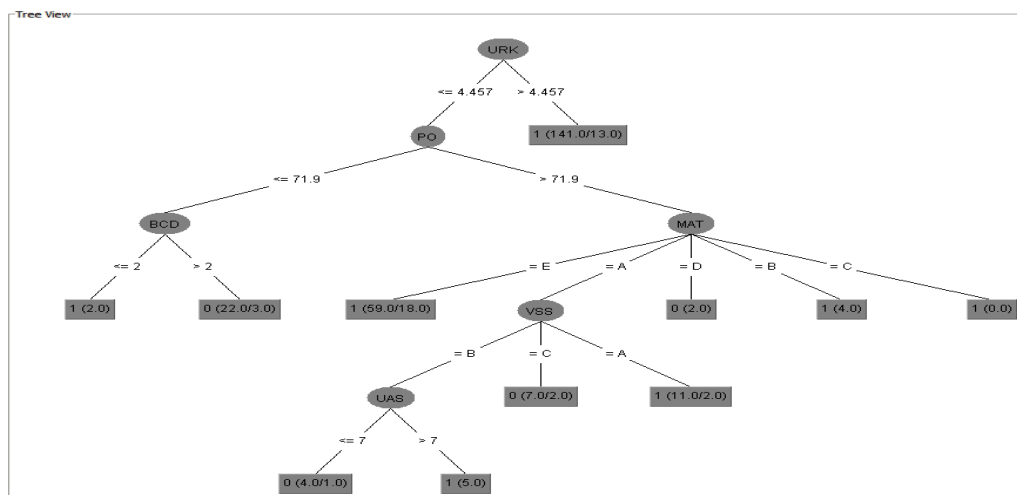 Tree View
URK
<= 4.457 > 4.457
PO 1 (141.0/13.0)
<= 71.9 > 71.9
BCD MAT
<= 2 > 2 = E = A = D = B = C
1 (2.0) 0 (22.0/3.0) 1 (59.0/18.0) VSS 0 (2.0) 1 (4.0) 1 (0.0)
= B = C = A
UAS 0 (7.0/2.0) 1 (11.0/2.0)
<= 7 > 7
0 (4.0/1.0) 1 (5.0)